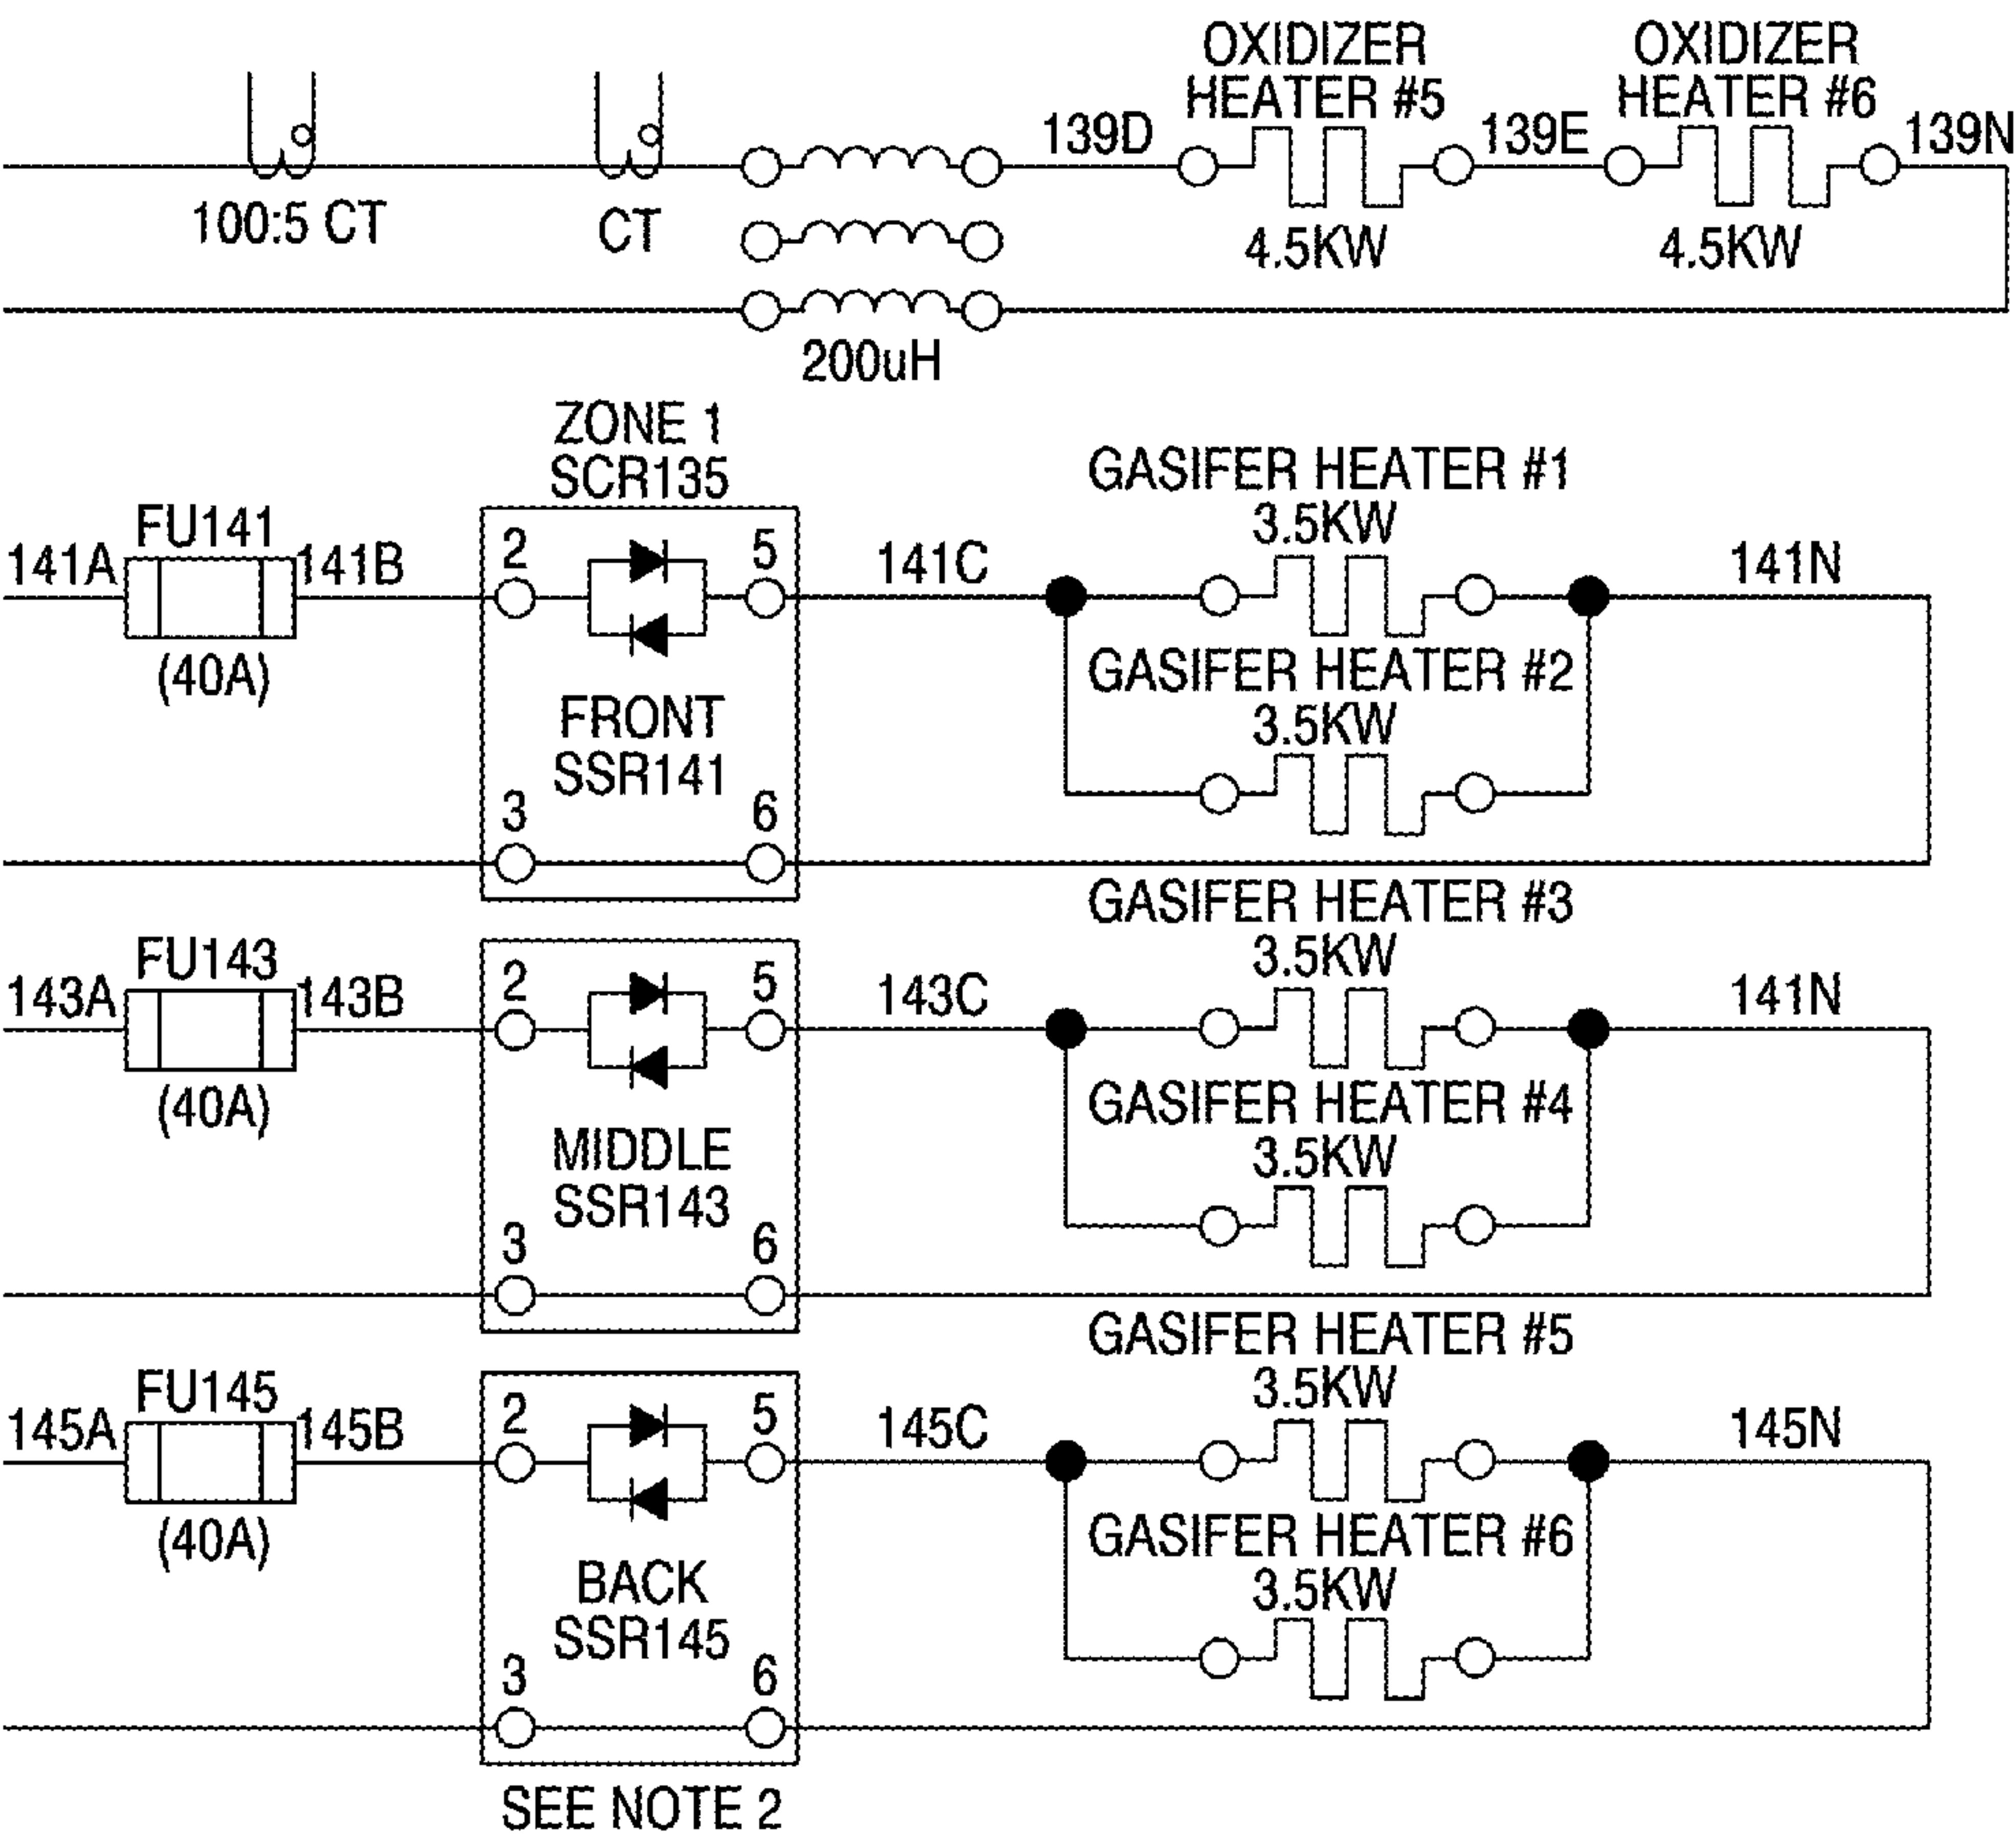 OXIDIZER
HEATER #5
OXIDIZER
HEATER #6
139D
139E
139N
100:5 CT
CT
4.5KW
4.5KW
200uH
ZONE 1
SCR135
GASIFER HEATER #1
3.5KW
FU141
141A
141B
2
5
141C
141N
(40A)
GASIFER HEATER #2
3.5KW
FRONT
SSR141
3
6
GASIFER HEATER #3
3.5KW
FU143
143A
143B
2
5
143C
141N
(40A)
GASIFER HEATER #4
3.5KW
MIDDLE
SSR143
3
6
GASIFER HEATER #5
3.5KW
FU145
145A
145B
2
5
145C
145N
(40A)
GASIFER HEATER #6
3.5KW
BACK
SSR145
3
6
SEE NOTE 2